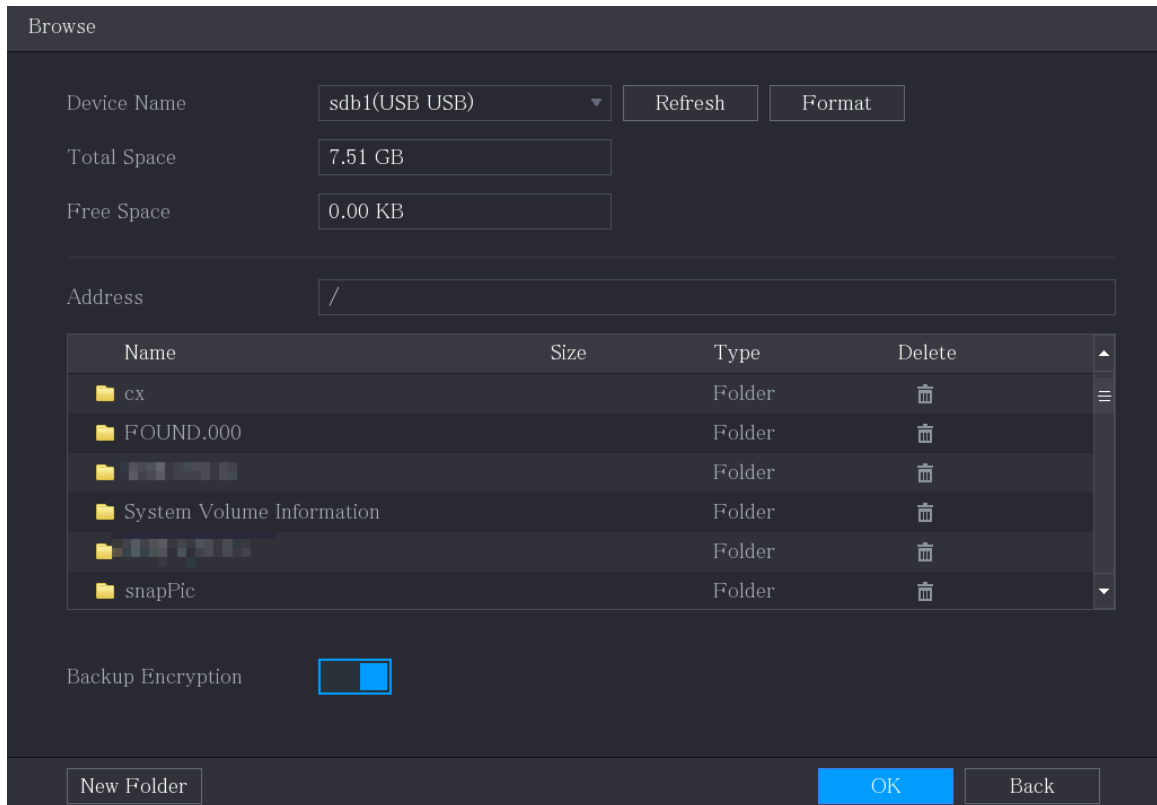 Browse
Device Name sdb1(USB USB) Refresh Format
Total Space 7.51 GB
Free Space 0.00 KB
Address /
Name Size Type Delete
cx Folder
FOUND.000 Folder
Folder
System Volume Information Folder
Folder
snapPic Folder
Backup Encryption
New Folder OK Back